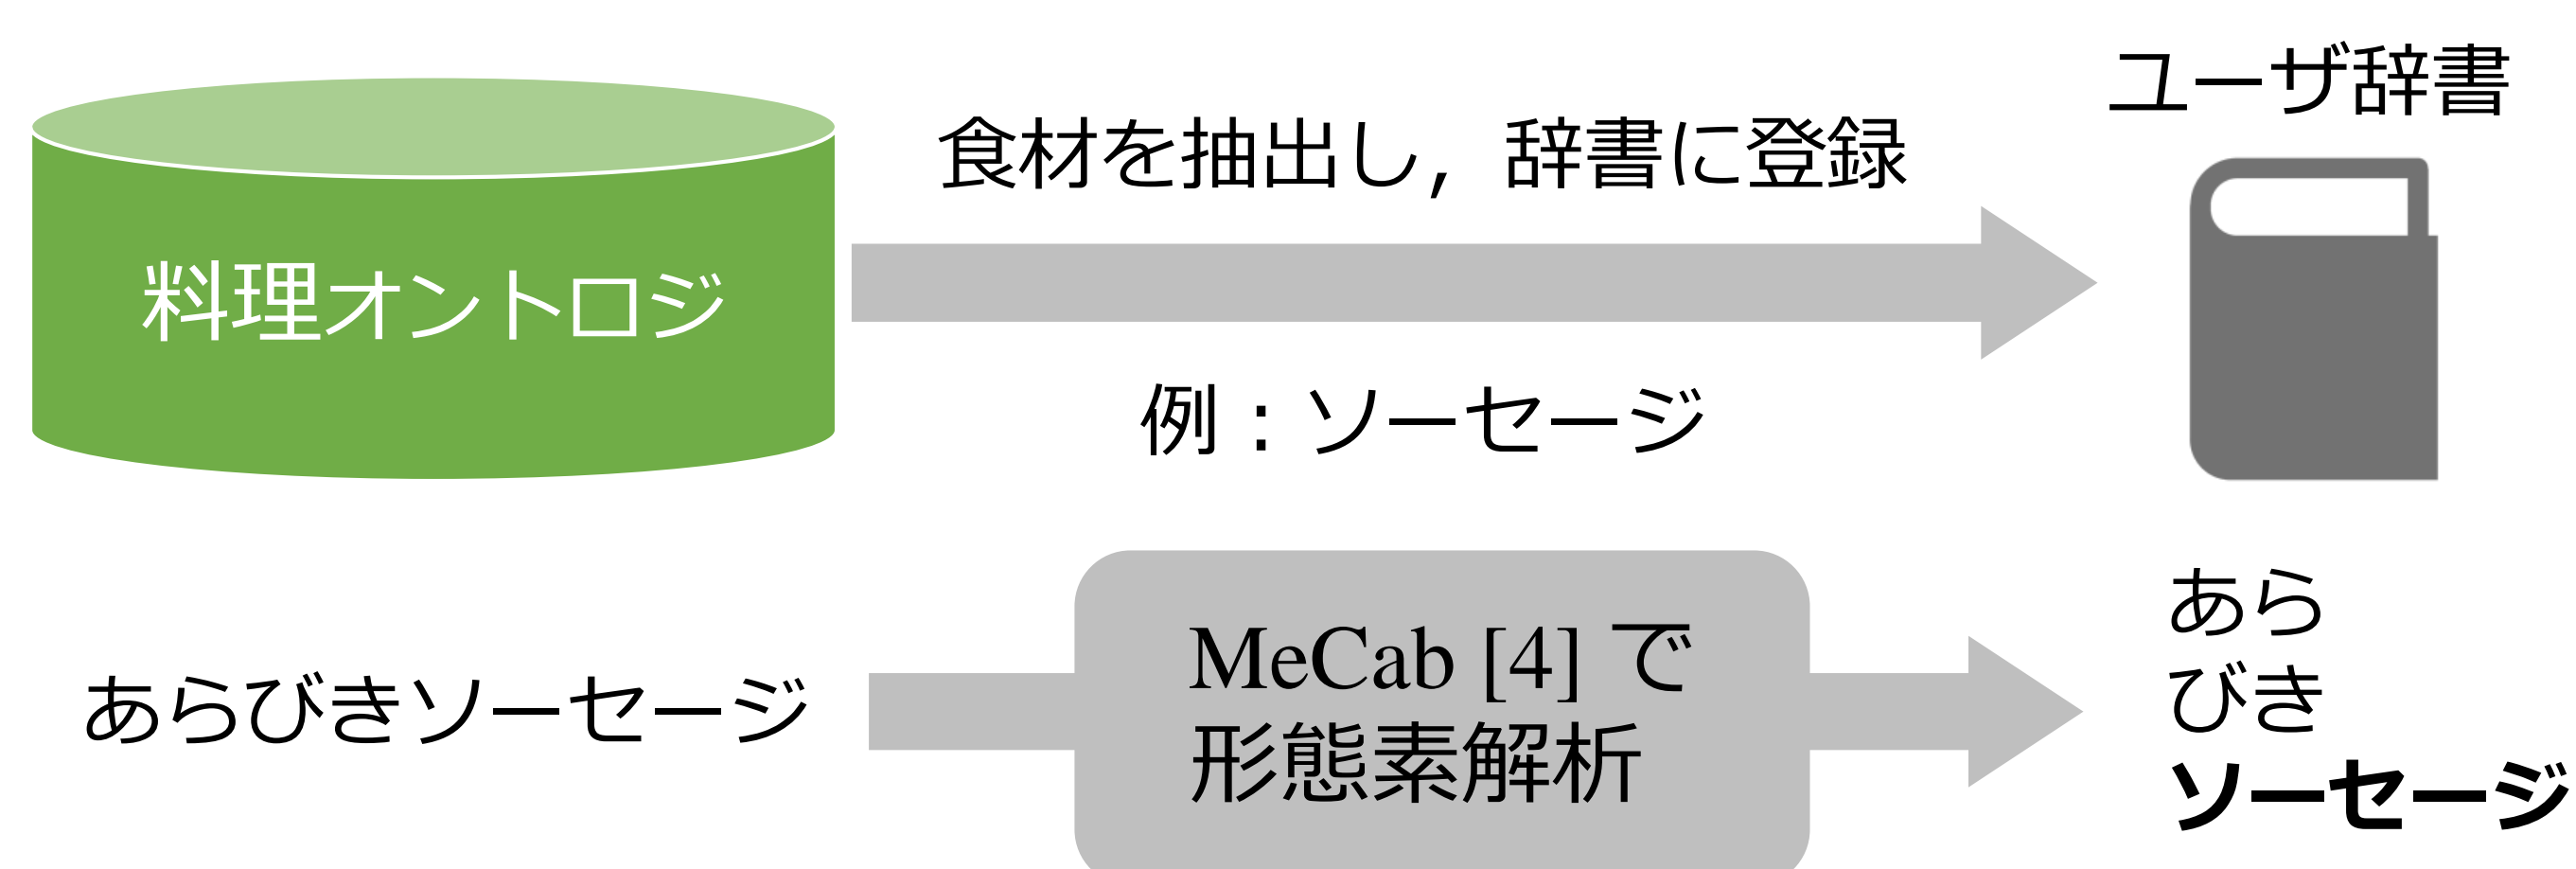 ユーザ辞書
食材を抽出し，辞書に登録
料理オントロジ
例：ソーセージ
あらびきソーセージ
MeCab [4] で
形態素解析
あら
びき
ソーセージ